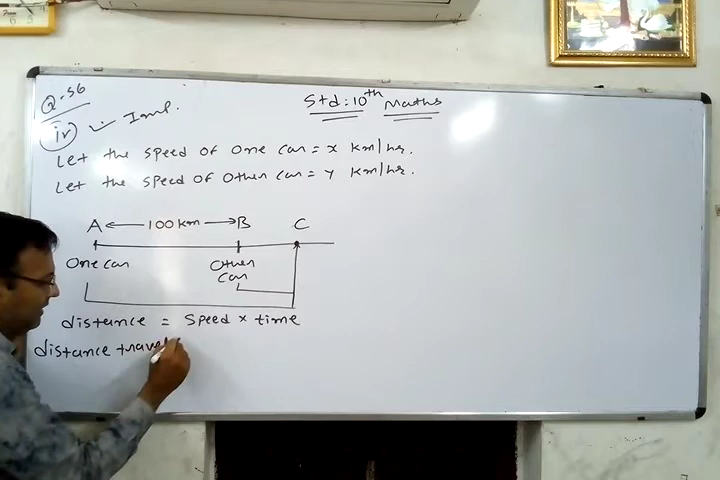 Q-56
Std: 10th Maths
iv) Imp.
Let the speed of one car = x km/hr.
Let the speed of other car = y km/hr.
A 100 km B C
One car
Other
Car
distance = speed × time
distance travel